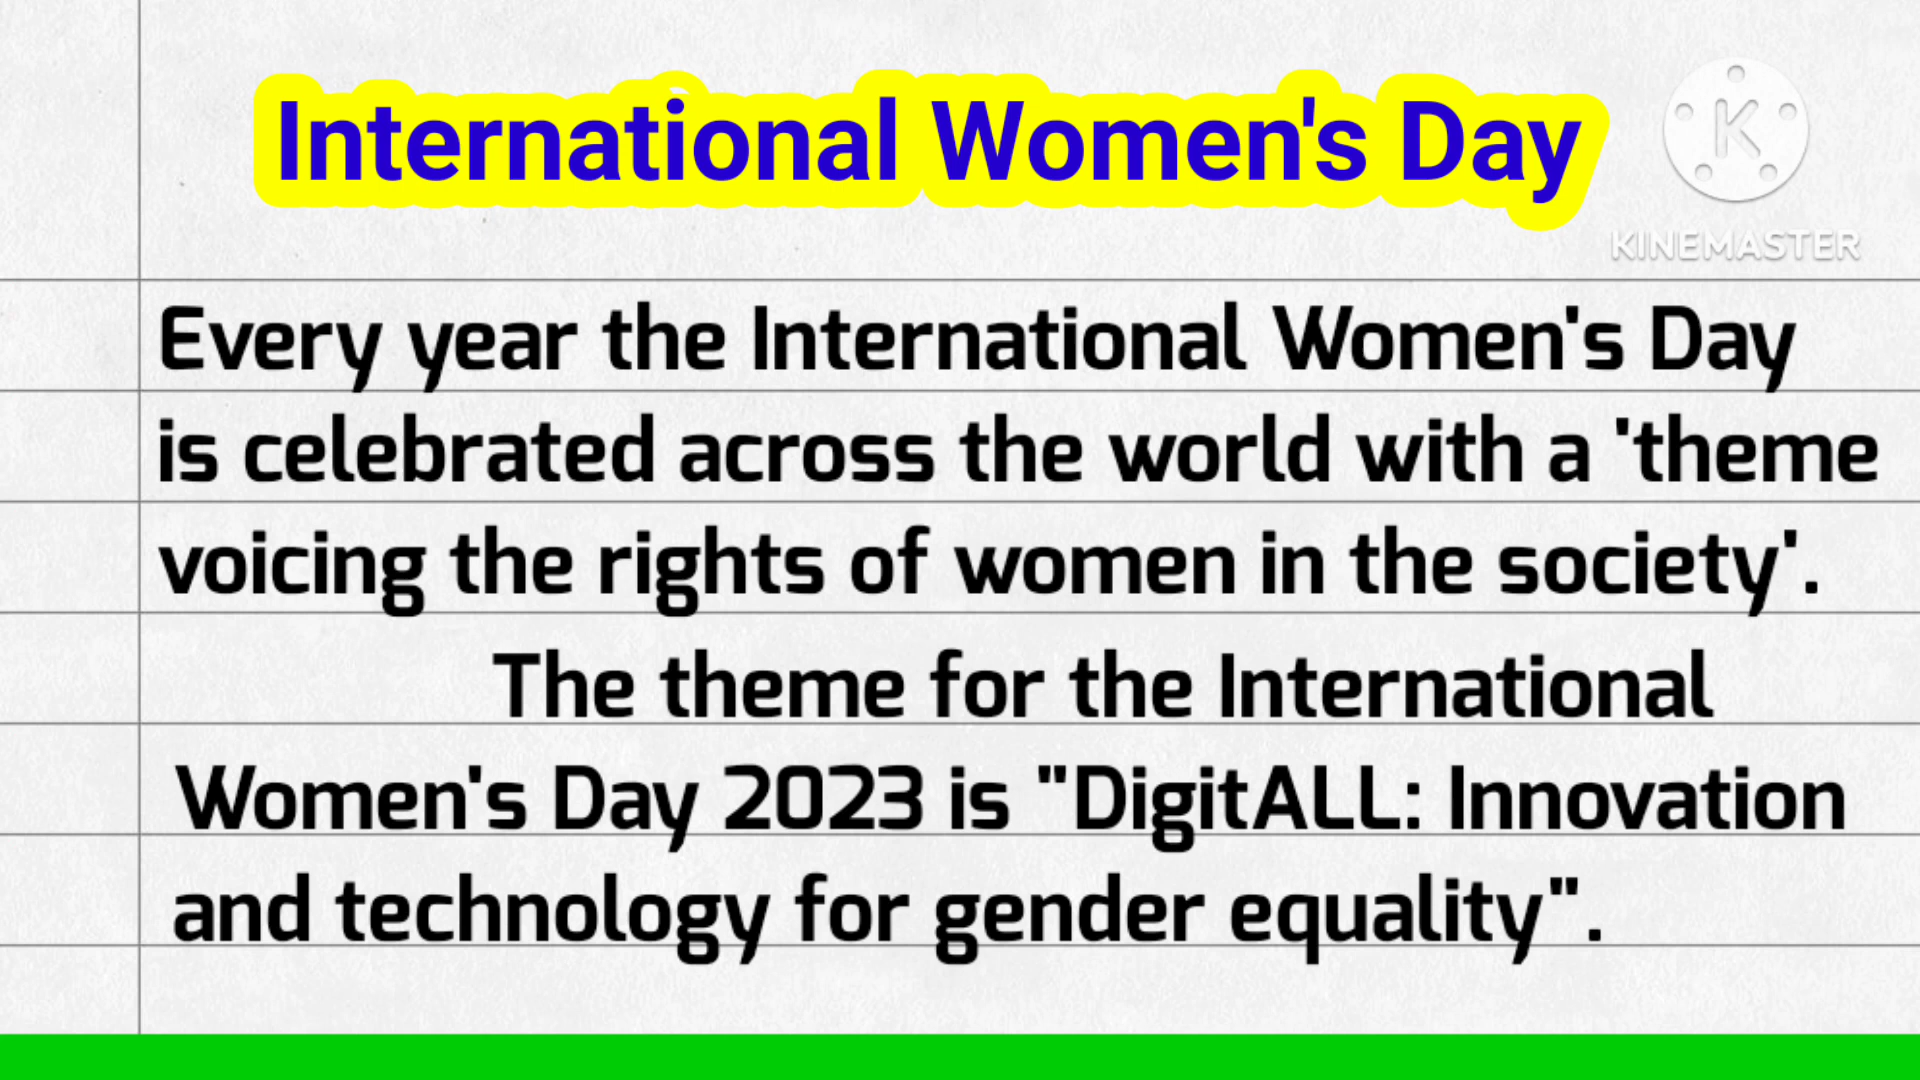 International Women's Day
K
KINEMASTER
Every year the International Women's Day
is celebrated across the world with a 'theme
voicing the rights of women in the society'.
The theme for the International
Women's Day 2023 is "DigitALL: Innovation
and technology for gender equality".